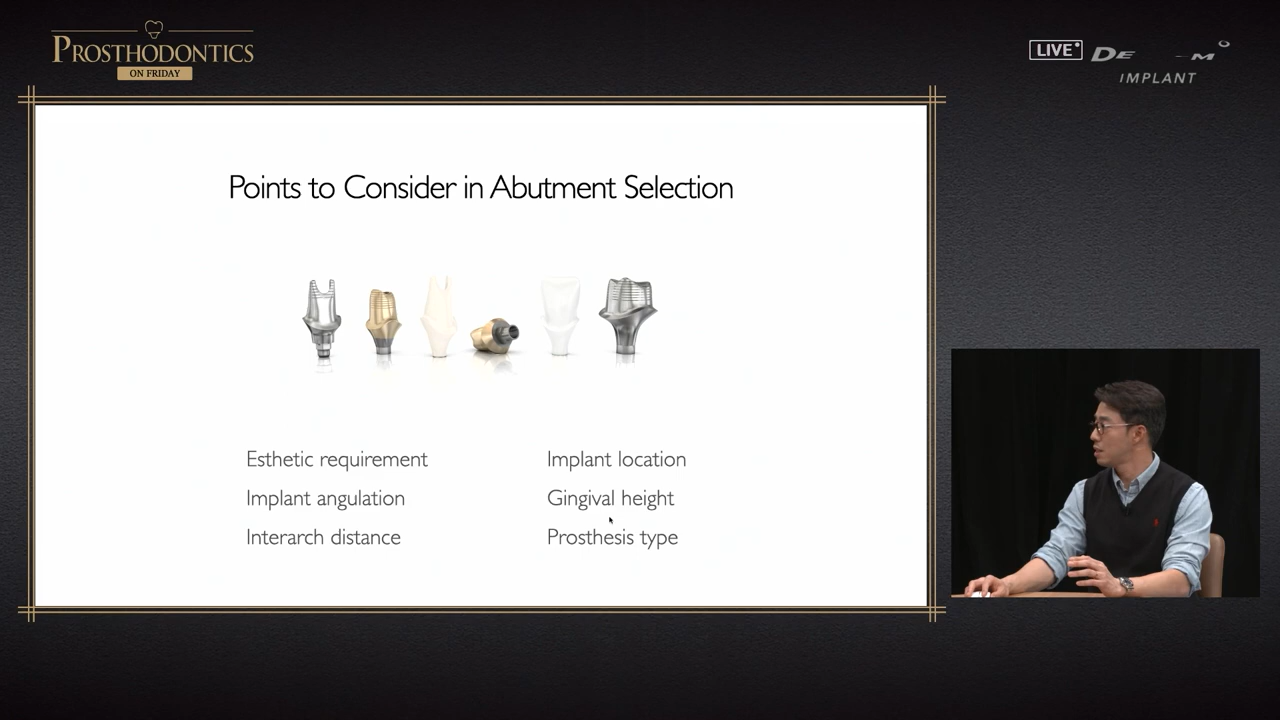 PROSTHODONTICS
ON FRIDAY
LIVE
IMPLANT
Points to Consider in Abutment Selection
Esthetic requirement
Implant location
Implant angulation
Gingival height
Interarch distance
Prosthesis type